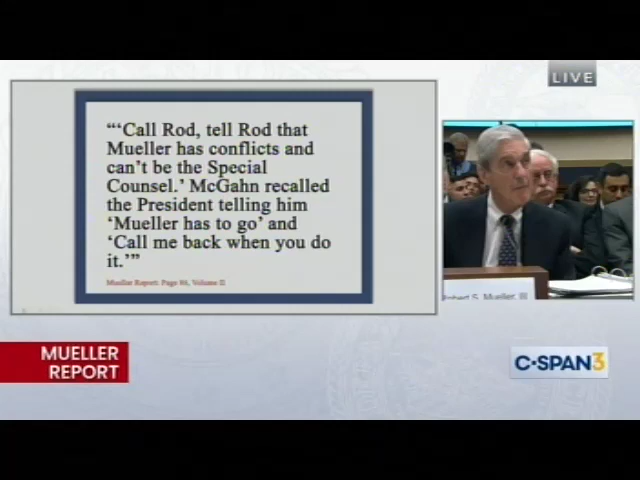 LIVE
“‘Call Rod, tell Rod that
Mueller has conflicts and
can’t be the Special
Counsel.’ McGahn recalled
the President telling him
‘Mueller has to go’ and
‘Call me back when you do
it.’”
Mueller Report: Page 86, Volume II
Robert S. Mueller, III
MUELLER
REPORT
C-SPAN3